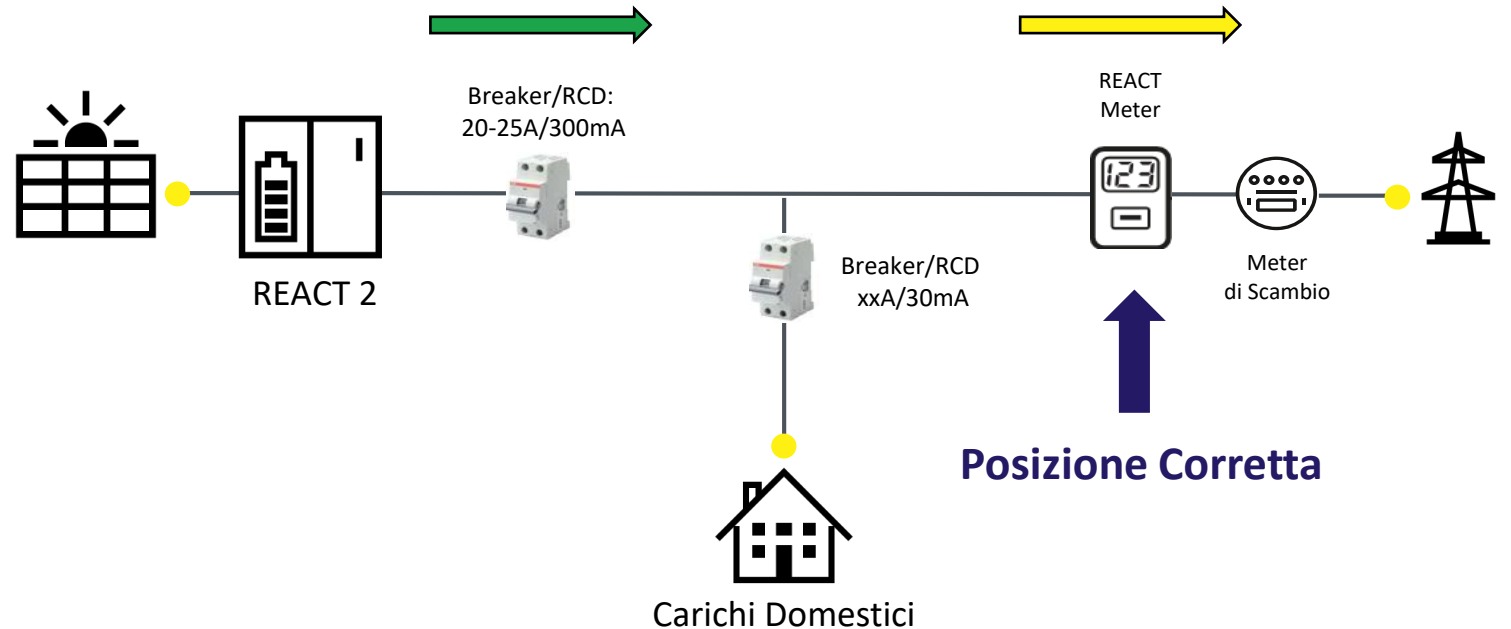 REACT
Meter
Breaker/RCD:
20-25A/300mA
123
REACT 2
Breaker/RCD
xxA/30mA
Meter
di Scambio
Posizione Corretta
Carichi Domestici